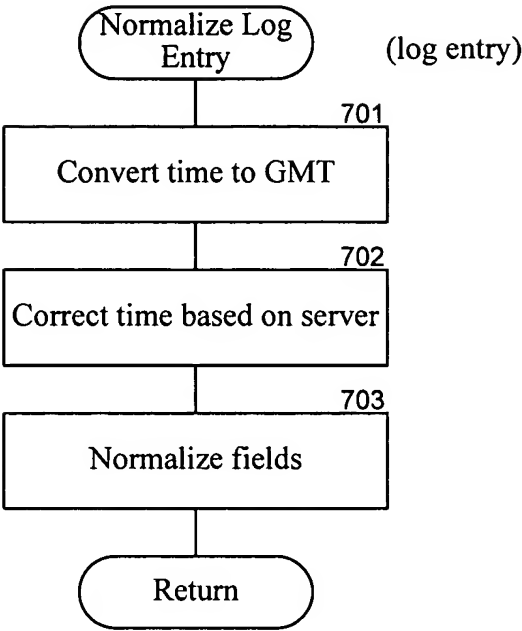 Normalize Log
Entry
(log entry)
701
Convert time to GMT
702
Correct time based on server
703
Normalize fields
Return